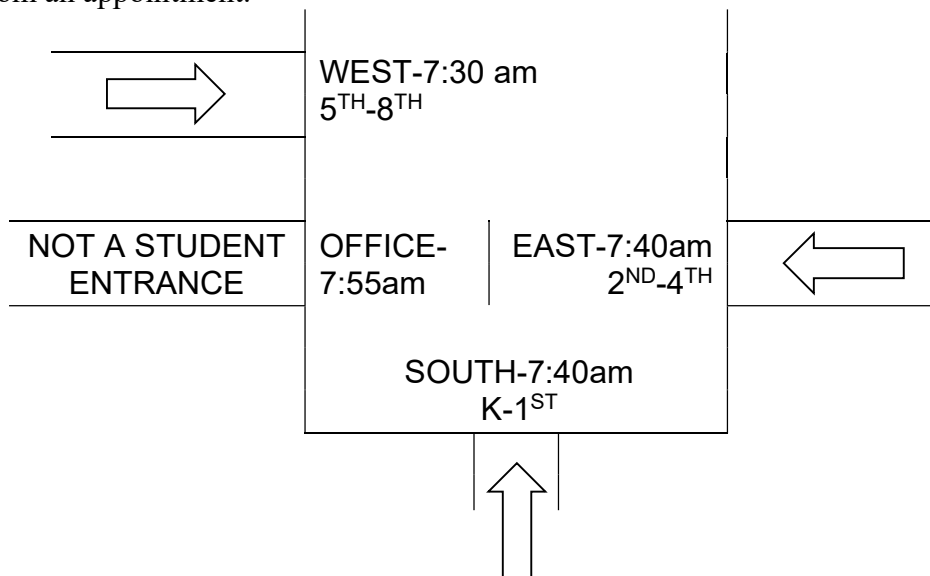 om an appointment.
WEST-7:30 am
5TH-8TH
NOT A STUDENT
ENTRANCE
OFFICE-
7:55am
EAST-7:40am
2ND-4TH
SOUTH-7:40am
K-1ST